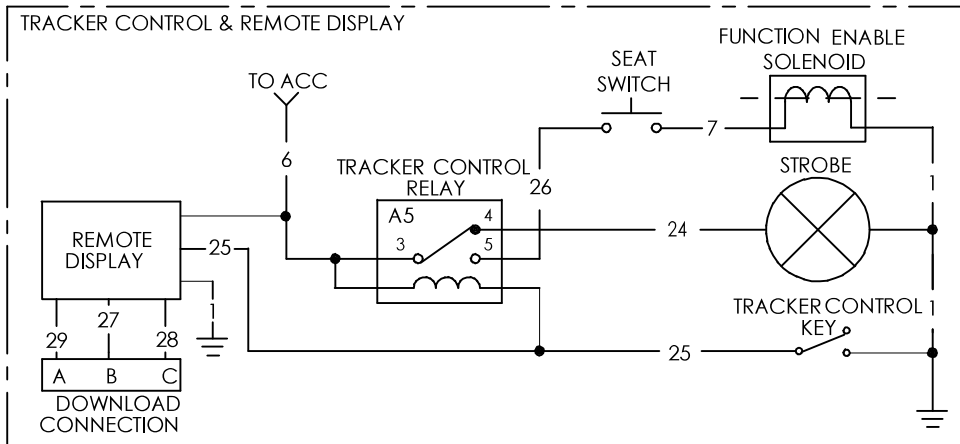 TRACKER CONTROL & REMOTE DISPLAY
FUNCTION ENABLE
SOLENOID
SEAT
SWITCH
TO ACC
7
6
TRACKER CONTROL
RELAY
26
STROBE
A5
4
3
5
24
REMOTE
DISPLAY
25
1
1
27
29
28
TRACKER CONTROL
KEY
25
A B C
DOWNLOAD
CONNECTION